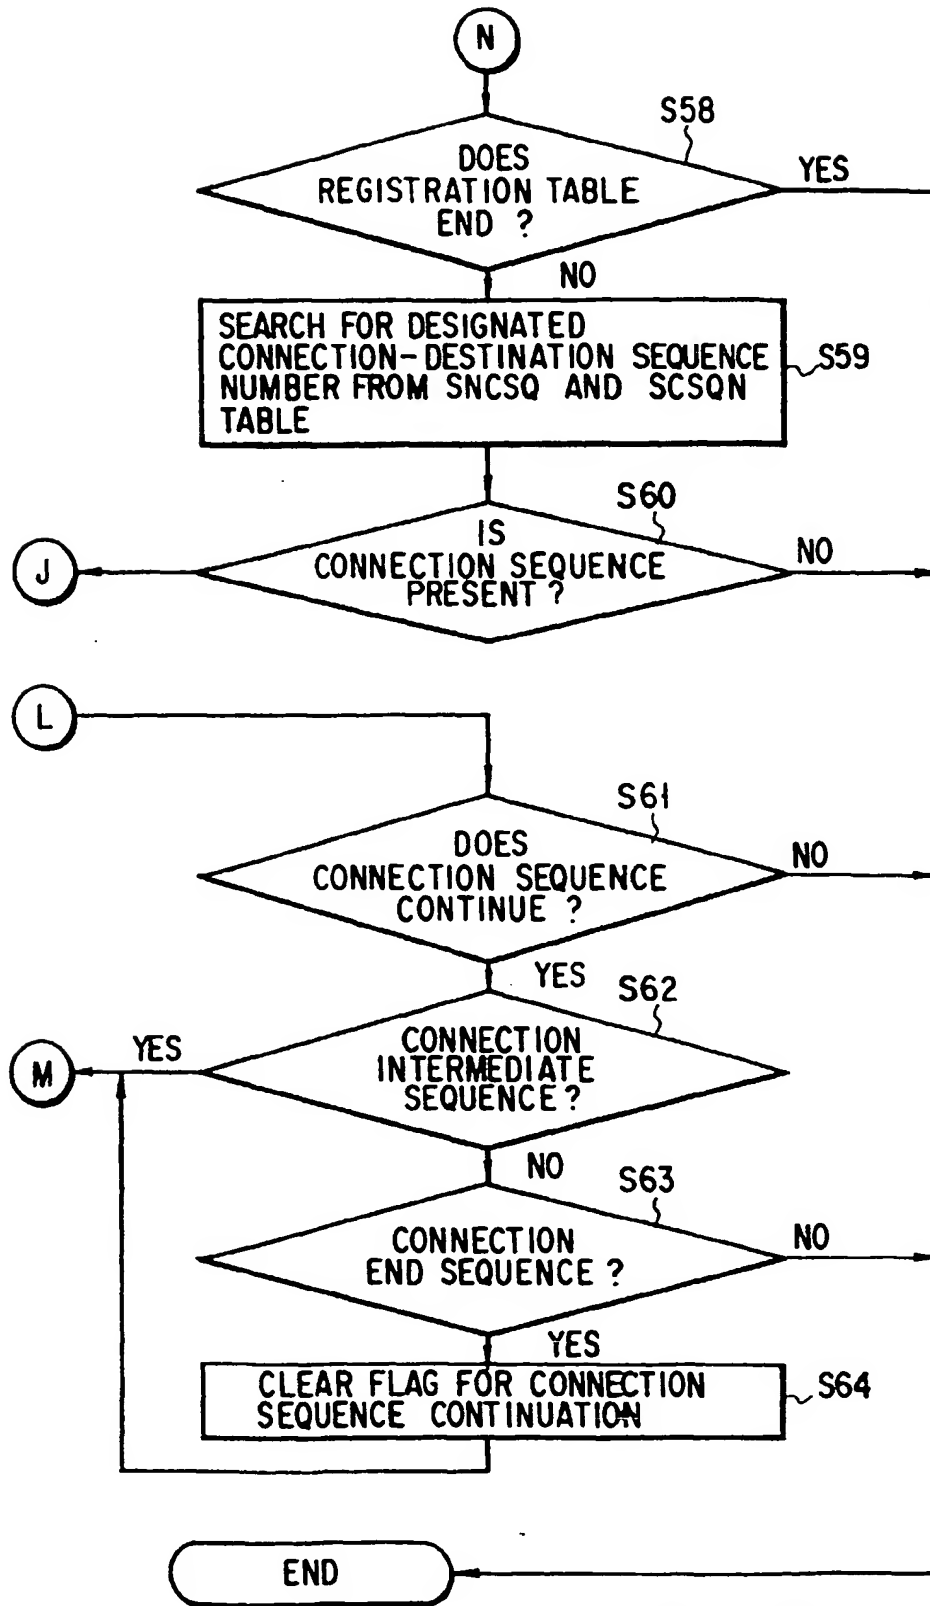 N
S58
DOES
REGISTRATION TABLE
END ?
YES
NO
SEARCH FOR DESIGNATED
CONNECTION-DESTINATION SEQUENCE
NUMBER FROM SNCSQ AND SCSQN
TABLE
S59
S60
IS
CONNECTION SEQUENCE
PRESENT ?
NO
J
L
S61
DOES
CONNECTION SEQUENCE
CONTINUE ?
NO
YES
S62
CONNECTION
INTERMEDIATE
SEQUENCE ?
YES
M
NO
S63
CONNECTION
END SEQUENCE ?
NO
YES
CLEAR FLAG FOR CONNECTION
SEQUENCE CONTINUATION
S64
END